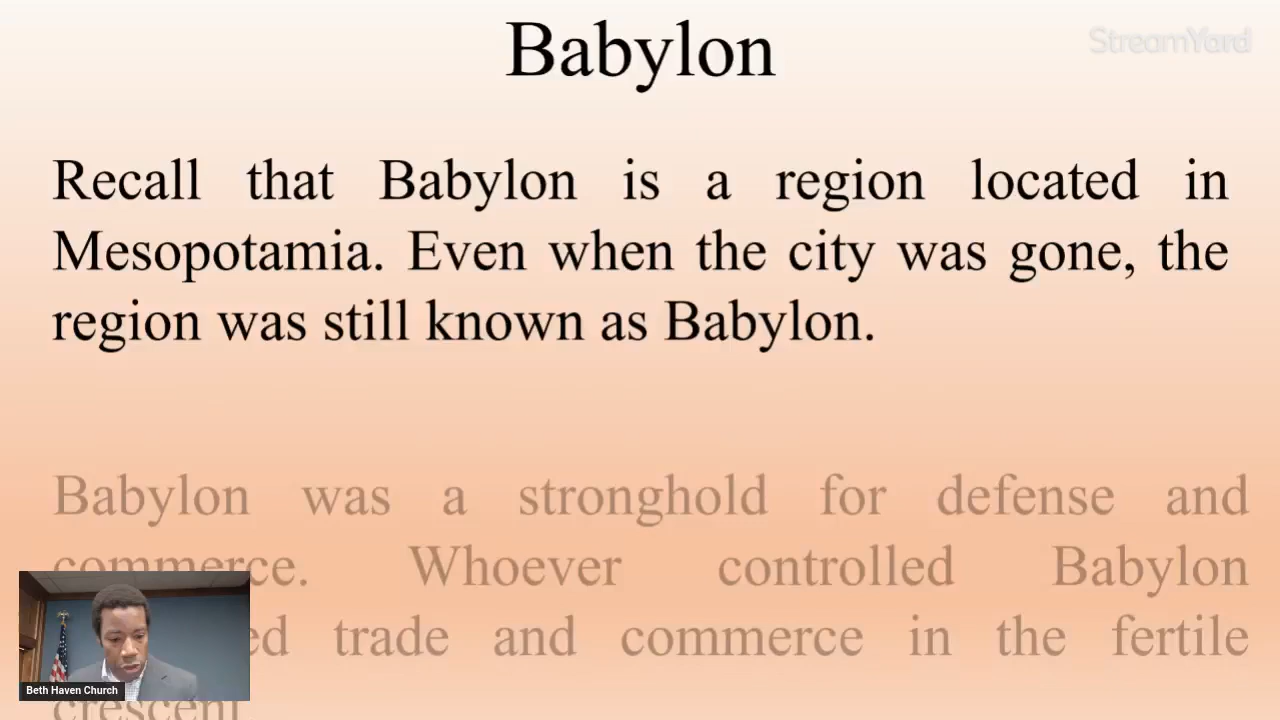 Babylon
StreamYard
Recall that Babylon is a region located in
Mesopotamia. Even when the city was gone, the
region was still known as Babylon.
Babylon was a stronghold for defense and
commerce. Whoever controlled Babylon
trade and commerce in the fertile
crescent
Beth Haven Church